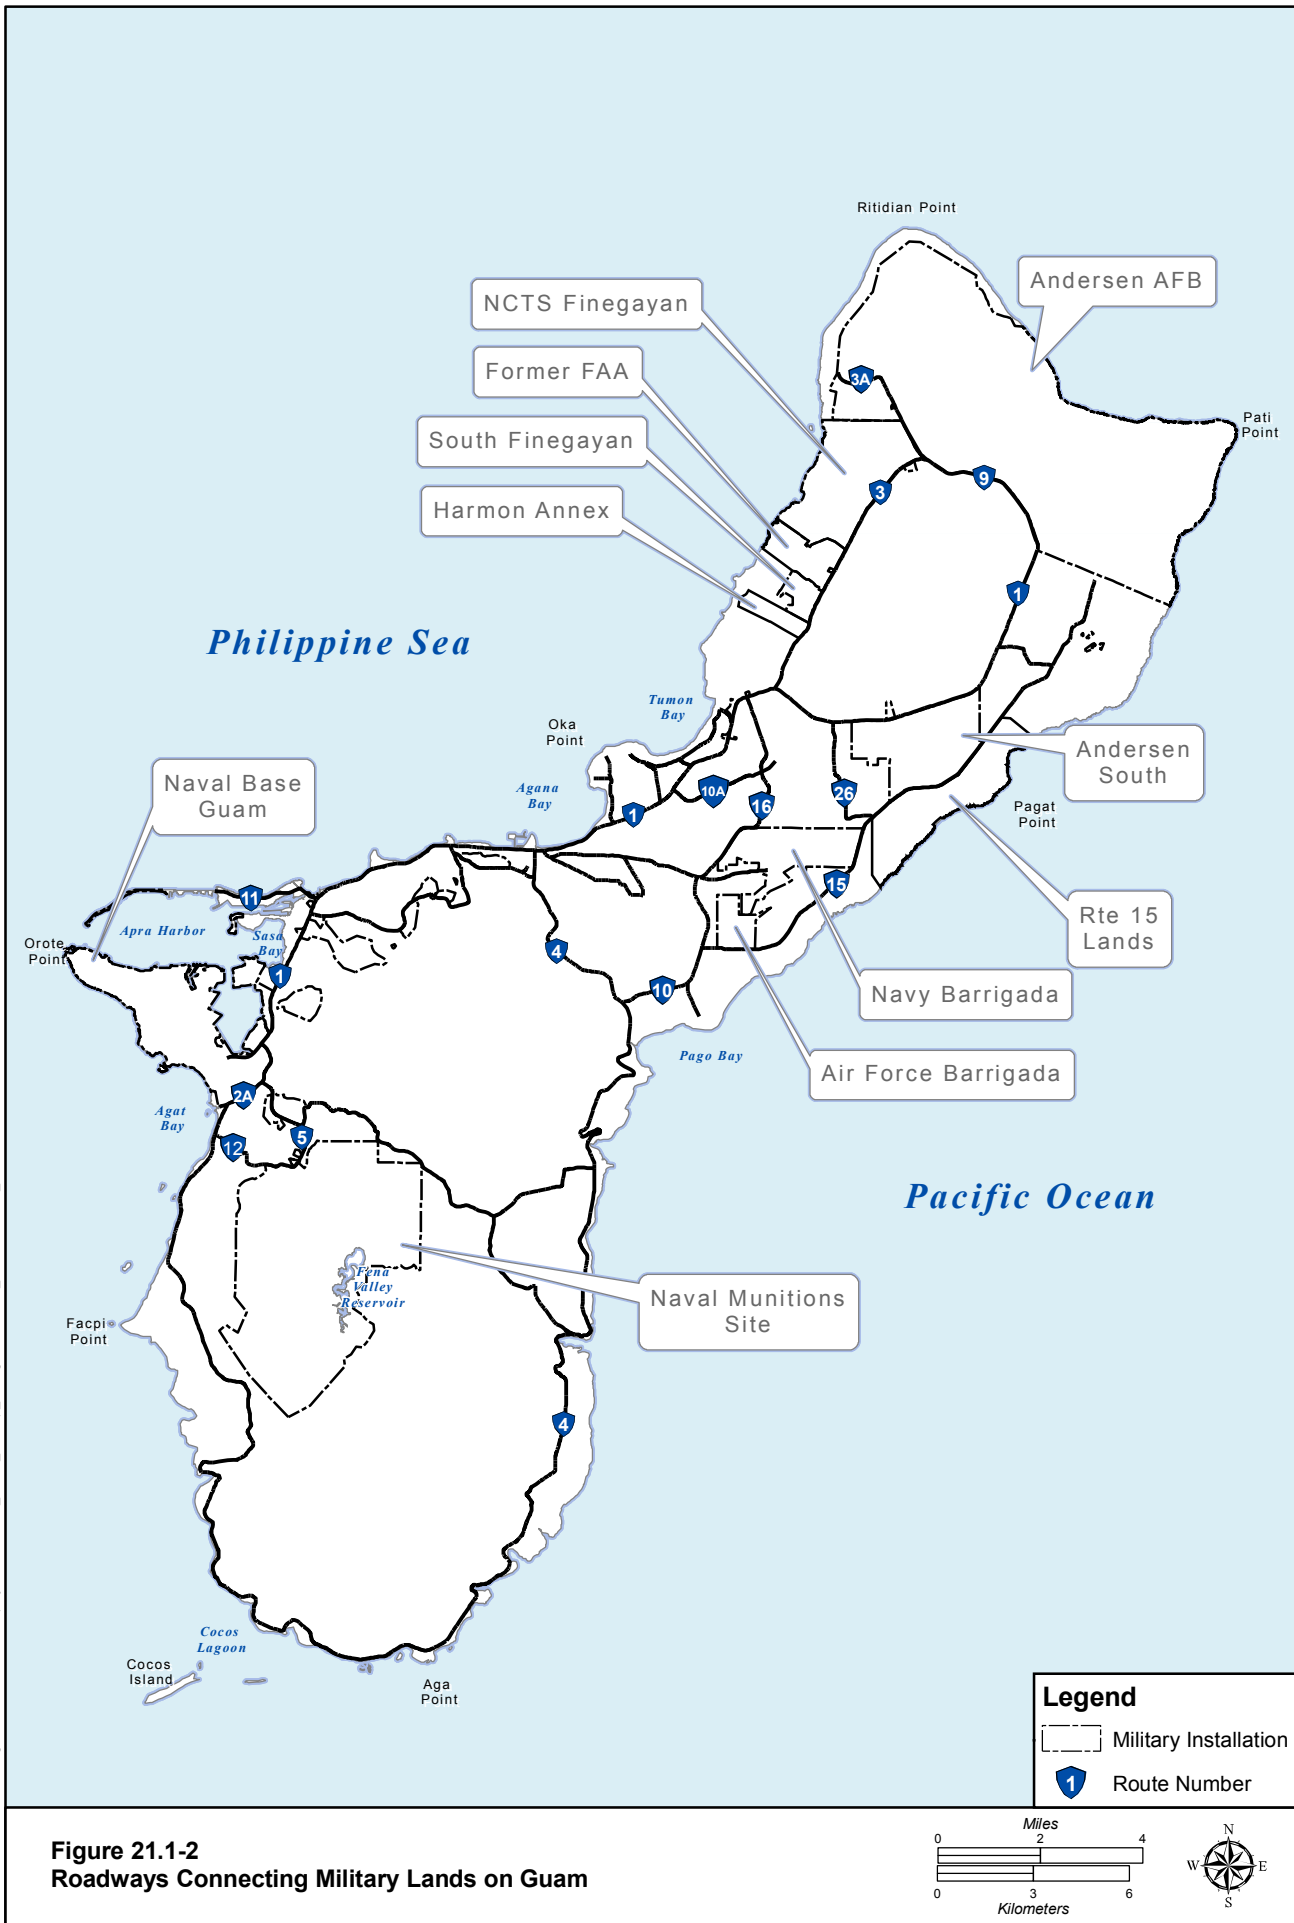 Ritidian Point
Andersen AFB
NCTS Finegayan
Former FAA
3A
Pati
Point
South Finegayan
9
3
Harmon Annex
1
Philippine Sea
Tumon
Bay
Oka
Point
Andersen
South
Naval Base
Guam
Agana
Bay
10A
26
16
1
Pagat
Point
15
11
Rte 15
Lands
Apra Harbor
Sasa
Bay
Orote
Point
4
1
10
Navy Barrigada
Pago Bay
Air Force Barrigada
2A
Agat
Bay
5
12
Pacific Ocean
Fena
Valley
Reservoir
Naval Munitions
Site
Facpi
Point
4
Cocos
Lagoon
Cocos
Island
Aga
Point
Legend
Military Installation
1 Route Number
Figure 21.1-2
Roadways Connecting Military Lands on Guam
Miles
0 2 4
0 3 6
Kilometers
N
W E
S